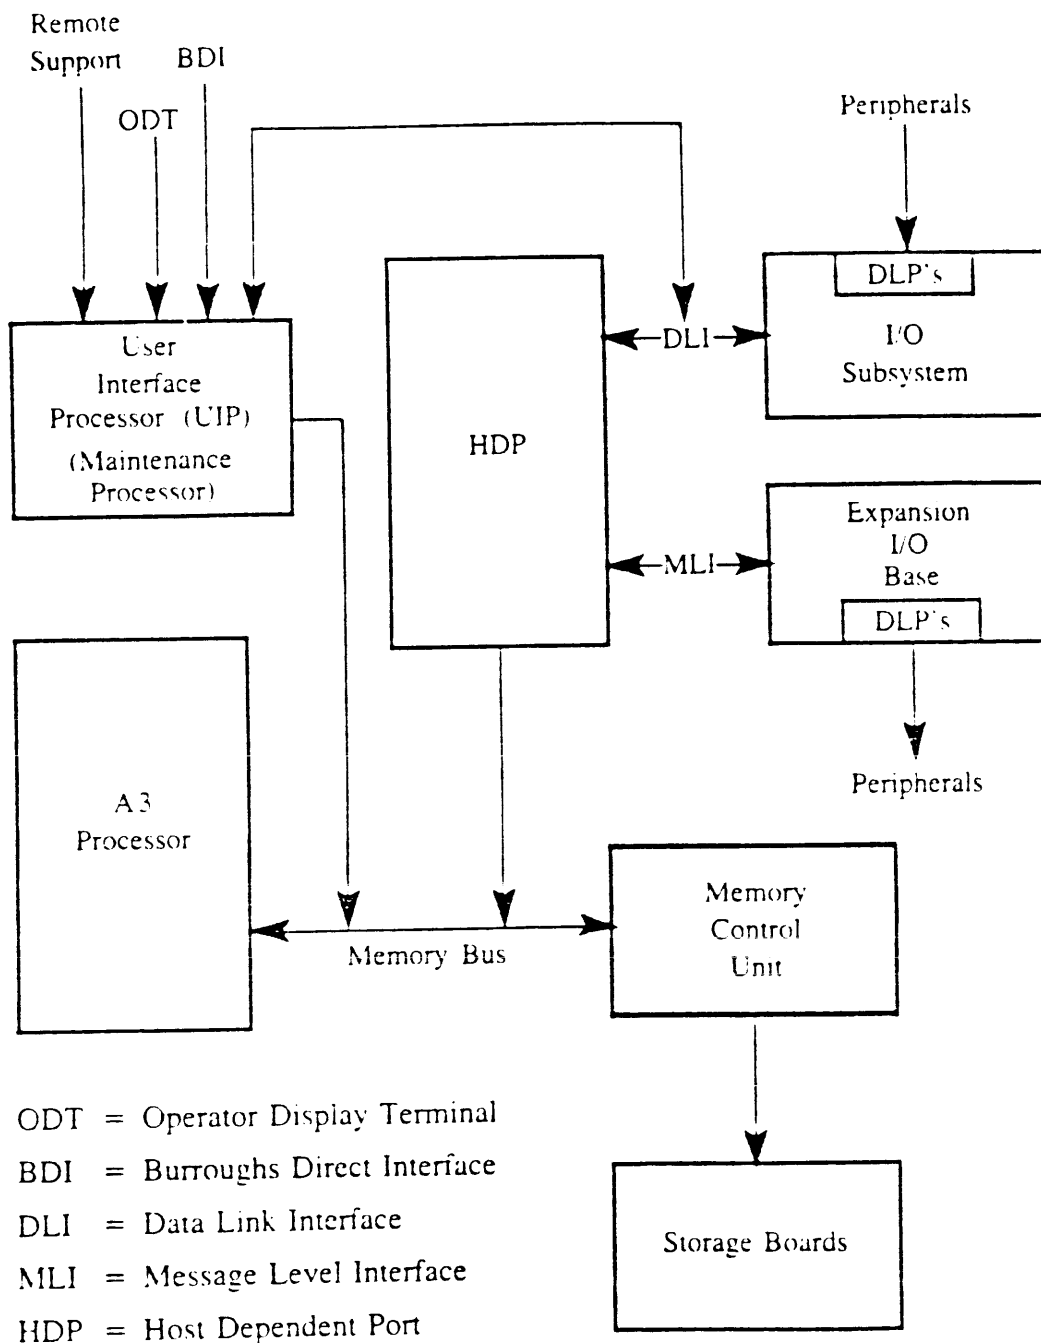 Remote
Support
BDI
ODT
Peripherals
DLP's
I/O
Subsystem
DLI
User
Interface
Processor (UIP)
(Maintenance
Processor)
HDP
MLI
Expansion
I/O
Base
DLP's
Peripherals
A3
Processor
Memory Bus
Memory
Control
Unit
Storage Boards
ODT = Operator Display Terminal
BDI = Burroughs Direct Interface
DLI = Data Link Interface
MLI = Message Level Interface
HDP = Host Dependent Port